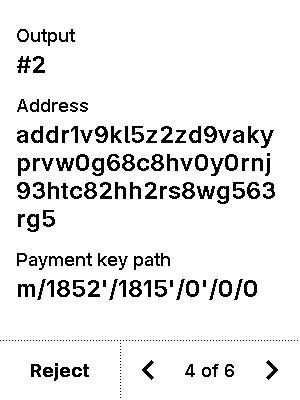 Output
#2
Address
addr1v9kl5z2zd9vaky
prvw0g68c8hv0y0rnj
93htc82hh2rs8wg563
rg5
Payment key path
m/1852'/1815'/0'/0/0
Reject
4 of 6